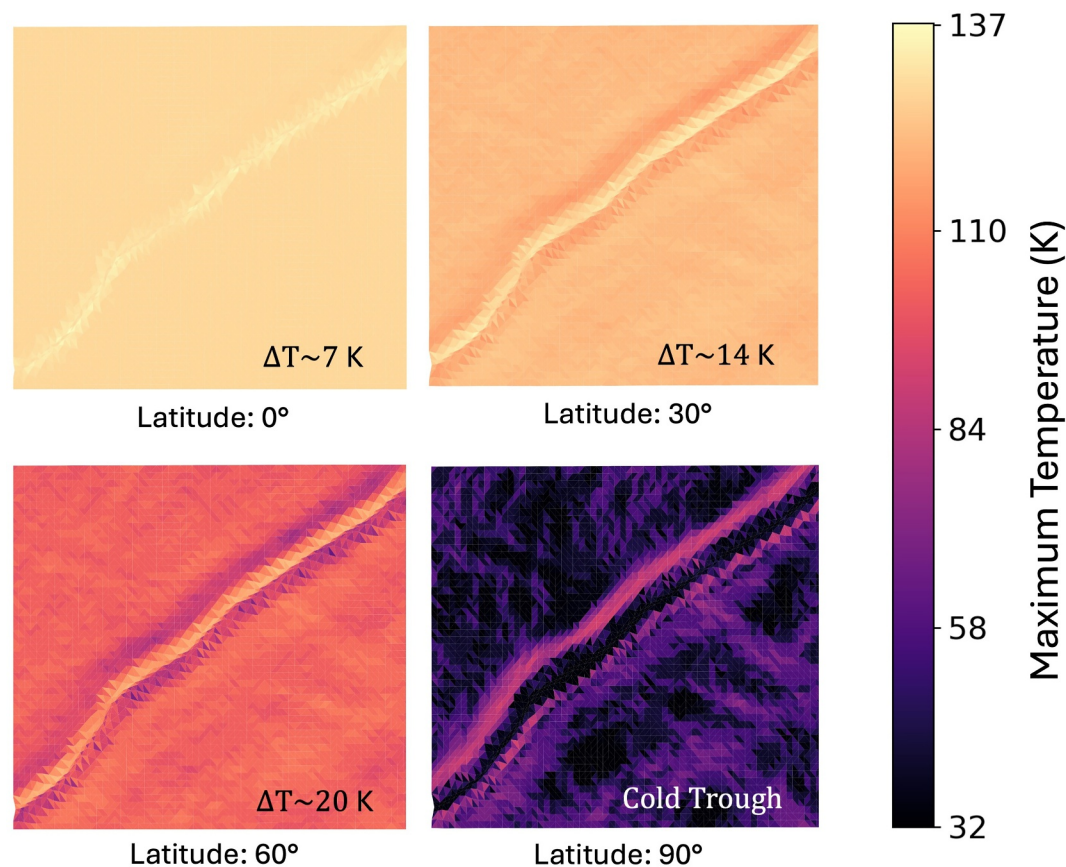 ΔT~7 K
Latitude: 0°
ΔT~14 K
Latitude: 30°
ΔT~20 K
Latitude: 60°
Cold Trough
Latitude: 90°
137
110
84
58
32
Maximum Temperature (K)